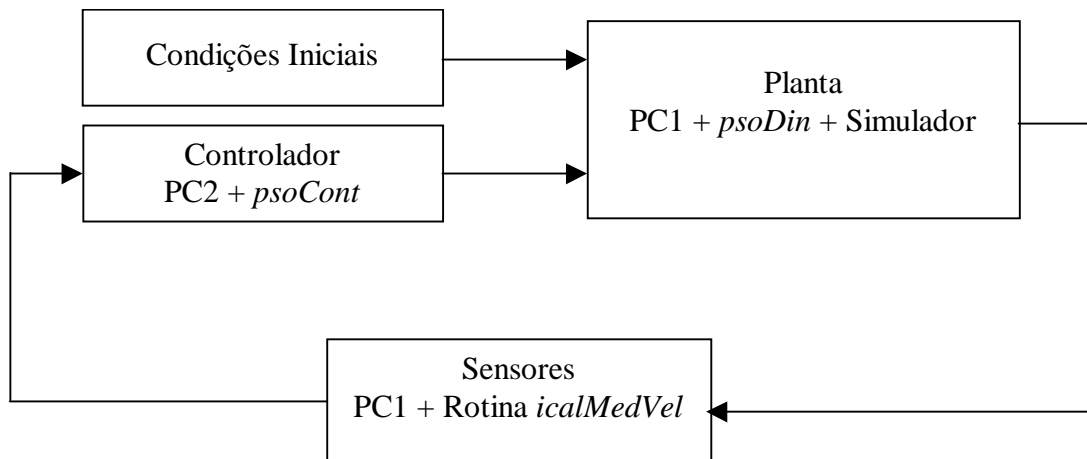 Condições Iniciais
Planta
PC1 + psoDin + Simulador
Controlador
PC2 + psoCont
Sensores
PC1 + Rotina icalMedVel